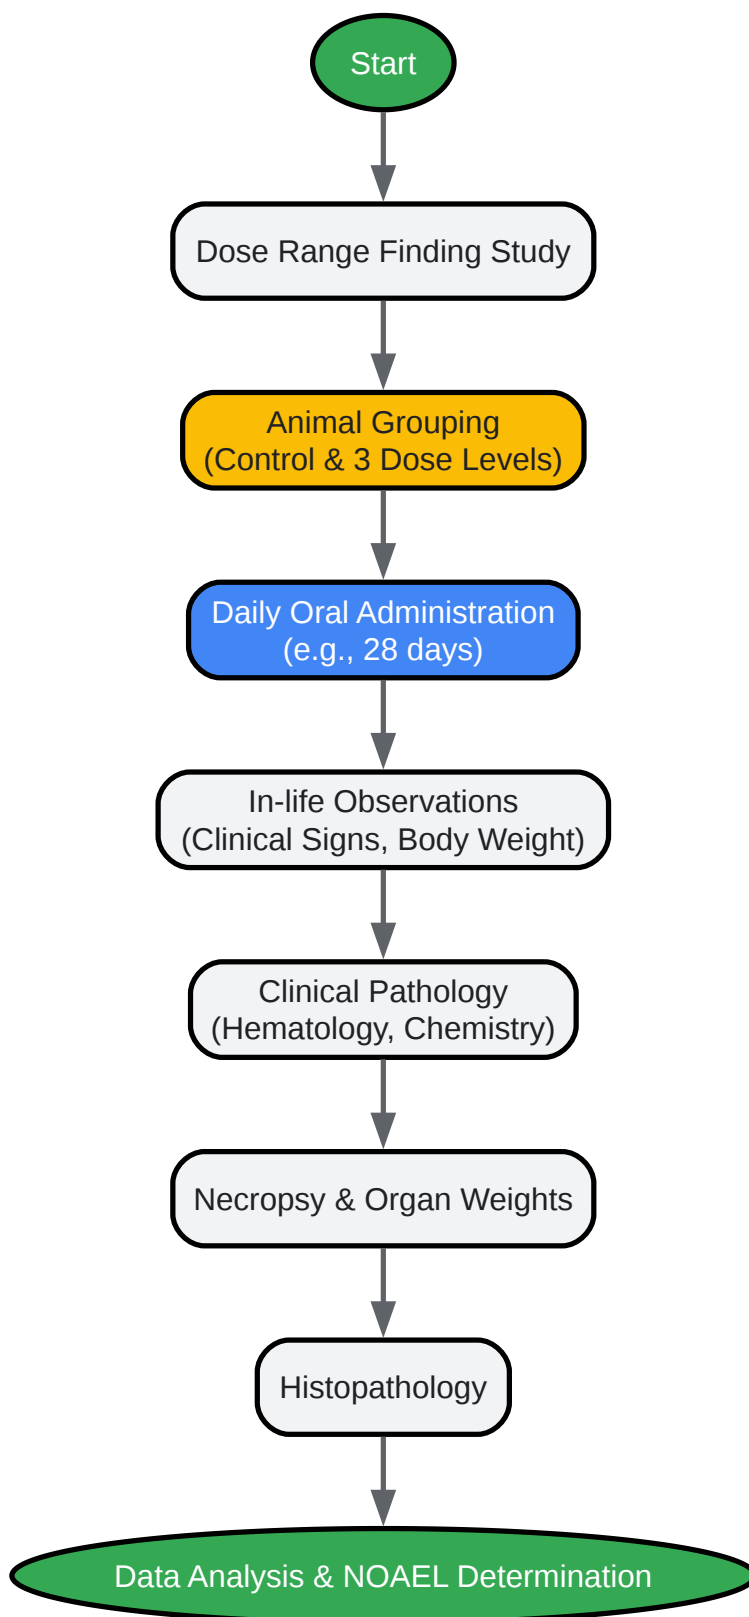 Start
Dose Range Finding Study
Animal Grouping
(Control & 3 Dose Levels)
Daily Oral Administration
(e.g., 28 days)
In-life Observations
(Clinical Signs, Body Weight)
Clinical Pathology
(Hematology, Chemistry)
Necropsy & Organ Weights
Histopathology
Data Analysis & NOAEL Determination